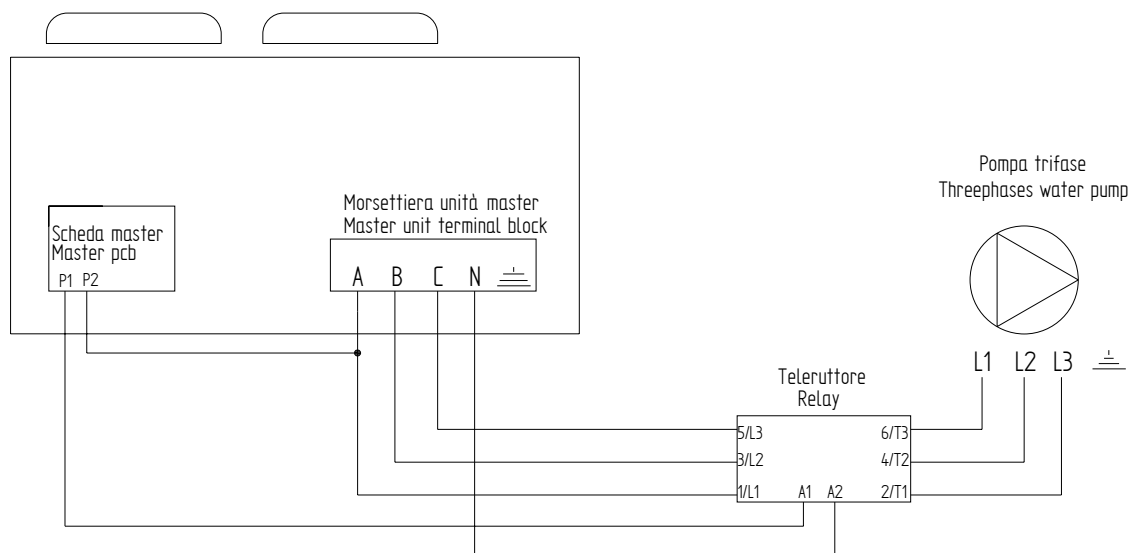 Pompa trifase
Threephases water pump
Morsettiera unità master
Master unit terminal block
Scheda master
Master pcb
P1 P2
A B C N
L1 L2 L3
Teleruttore
Relay
5/L3 6/T3
3/L2 4/T2
1/L1 A1 A2 2/T1